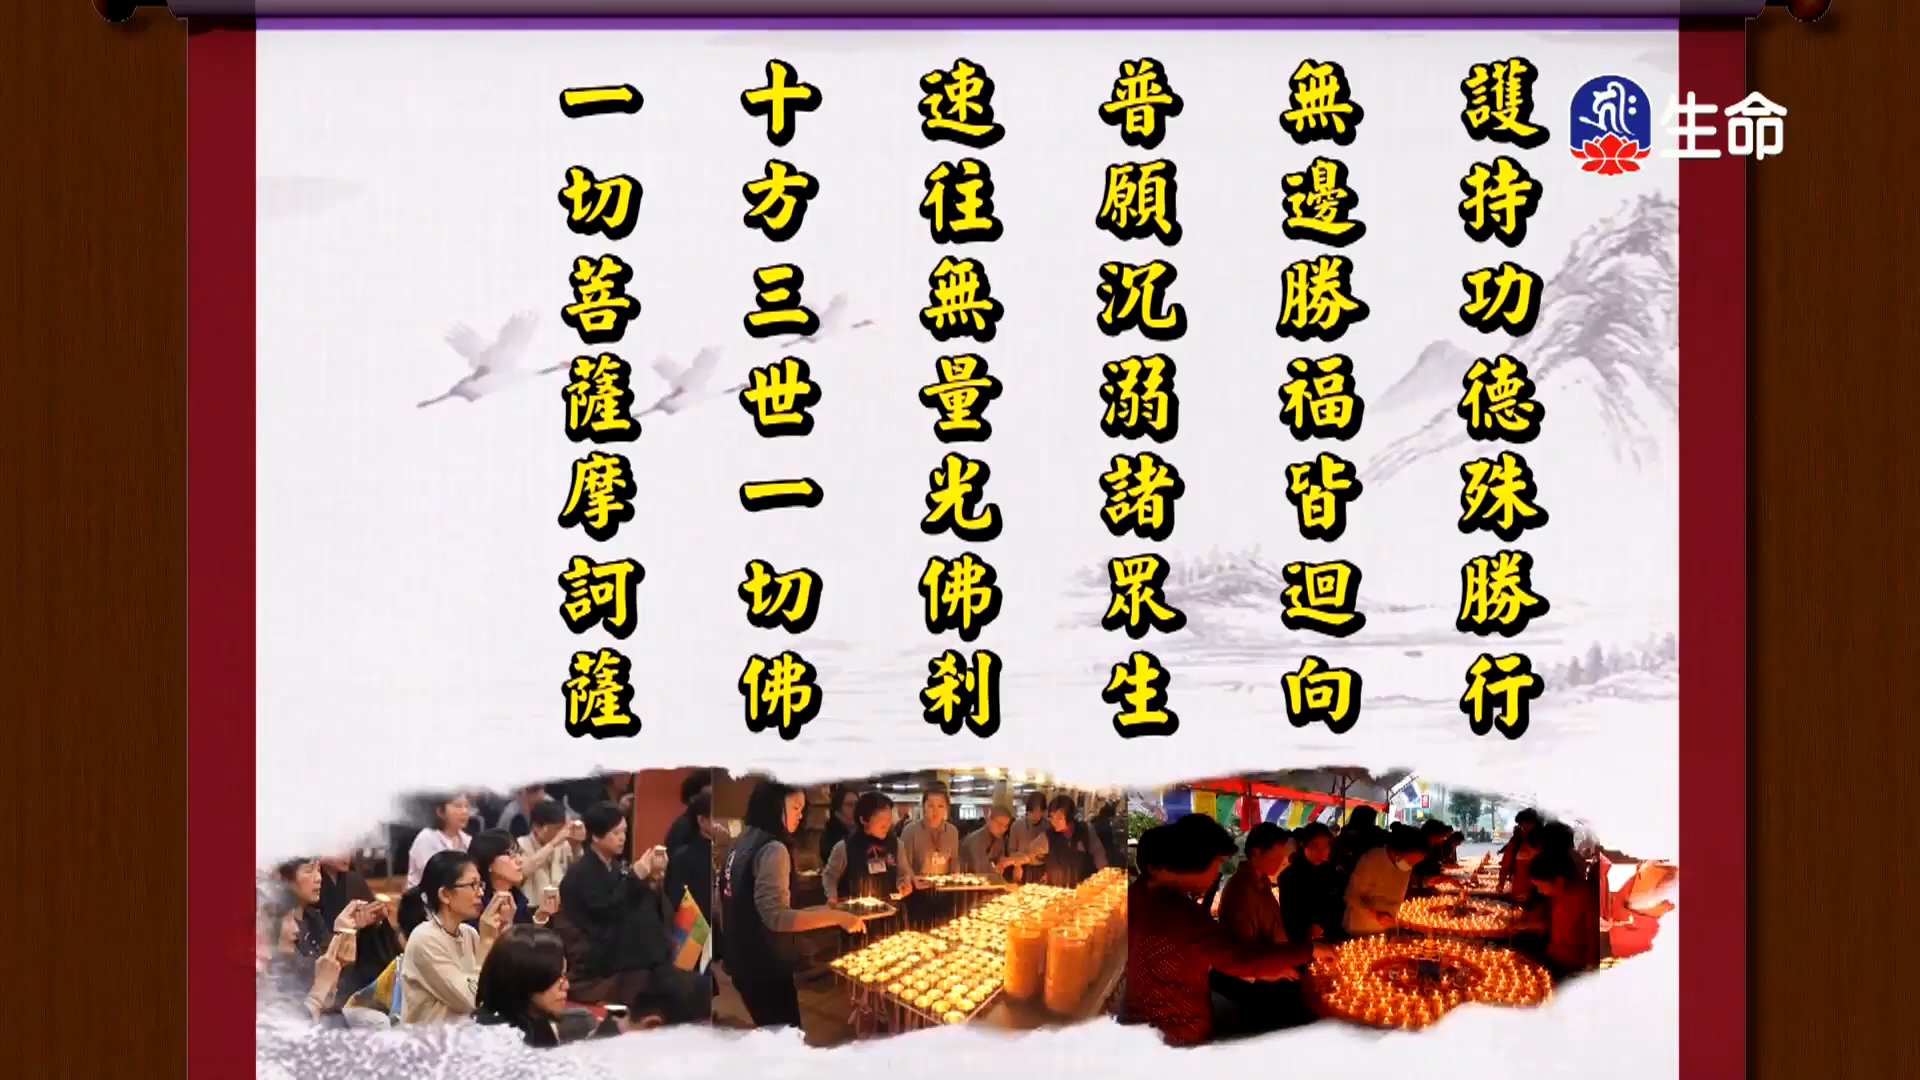 護持功德殊勝行
無邊勝福皆迴向
普願沉溺諸眾生
速往無量光佛剎
十方三世一切佛
一切菩薩摩訶薩
生命